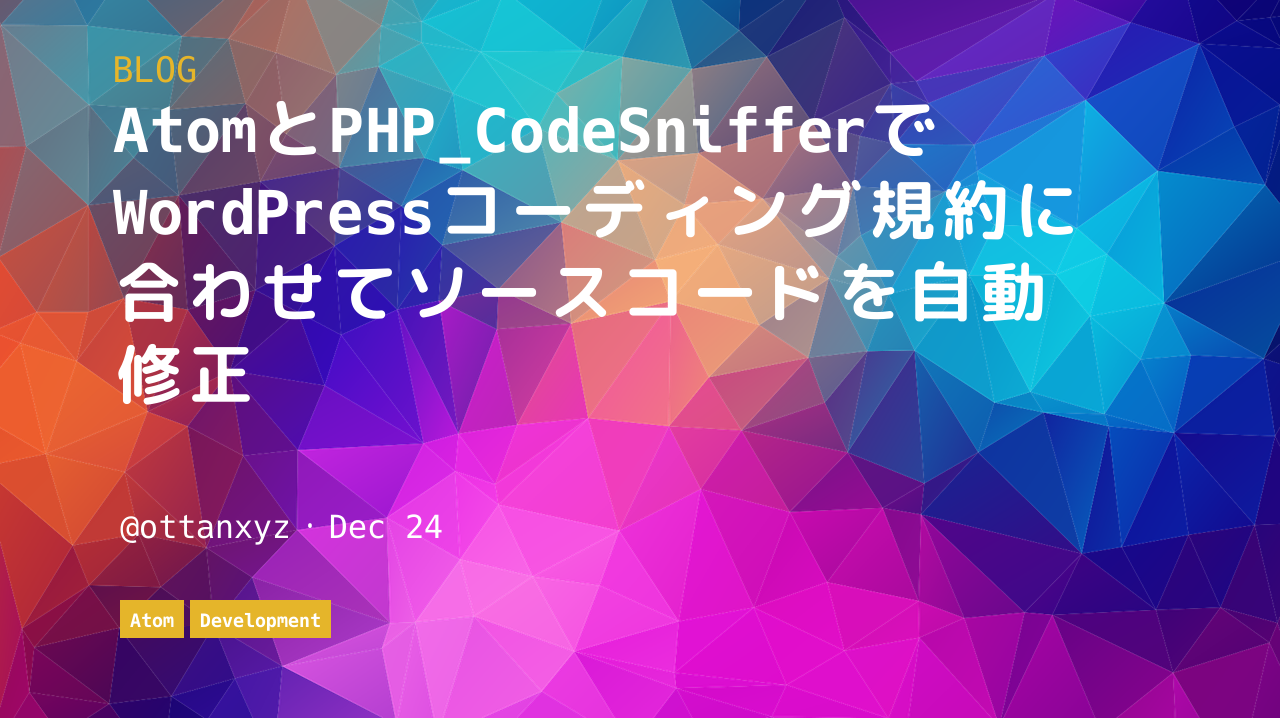 BLOG
AtomとPHP_CodeSnifferで
WordPressコーディング規約に
合わせてソースコードを自動
修正
@ottanxyz・Dec 24
Atom Development